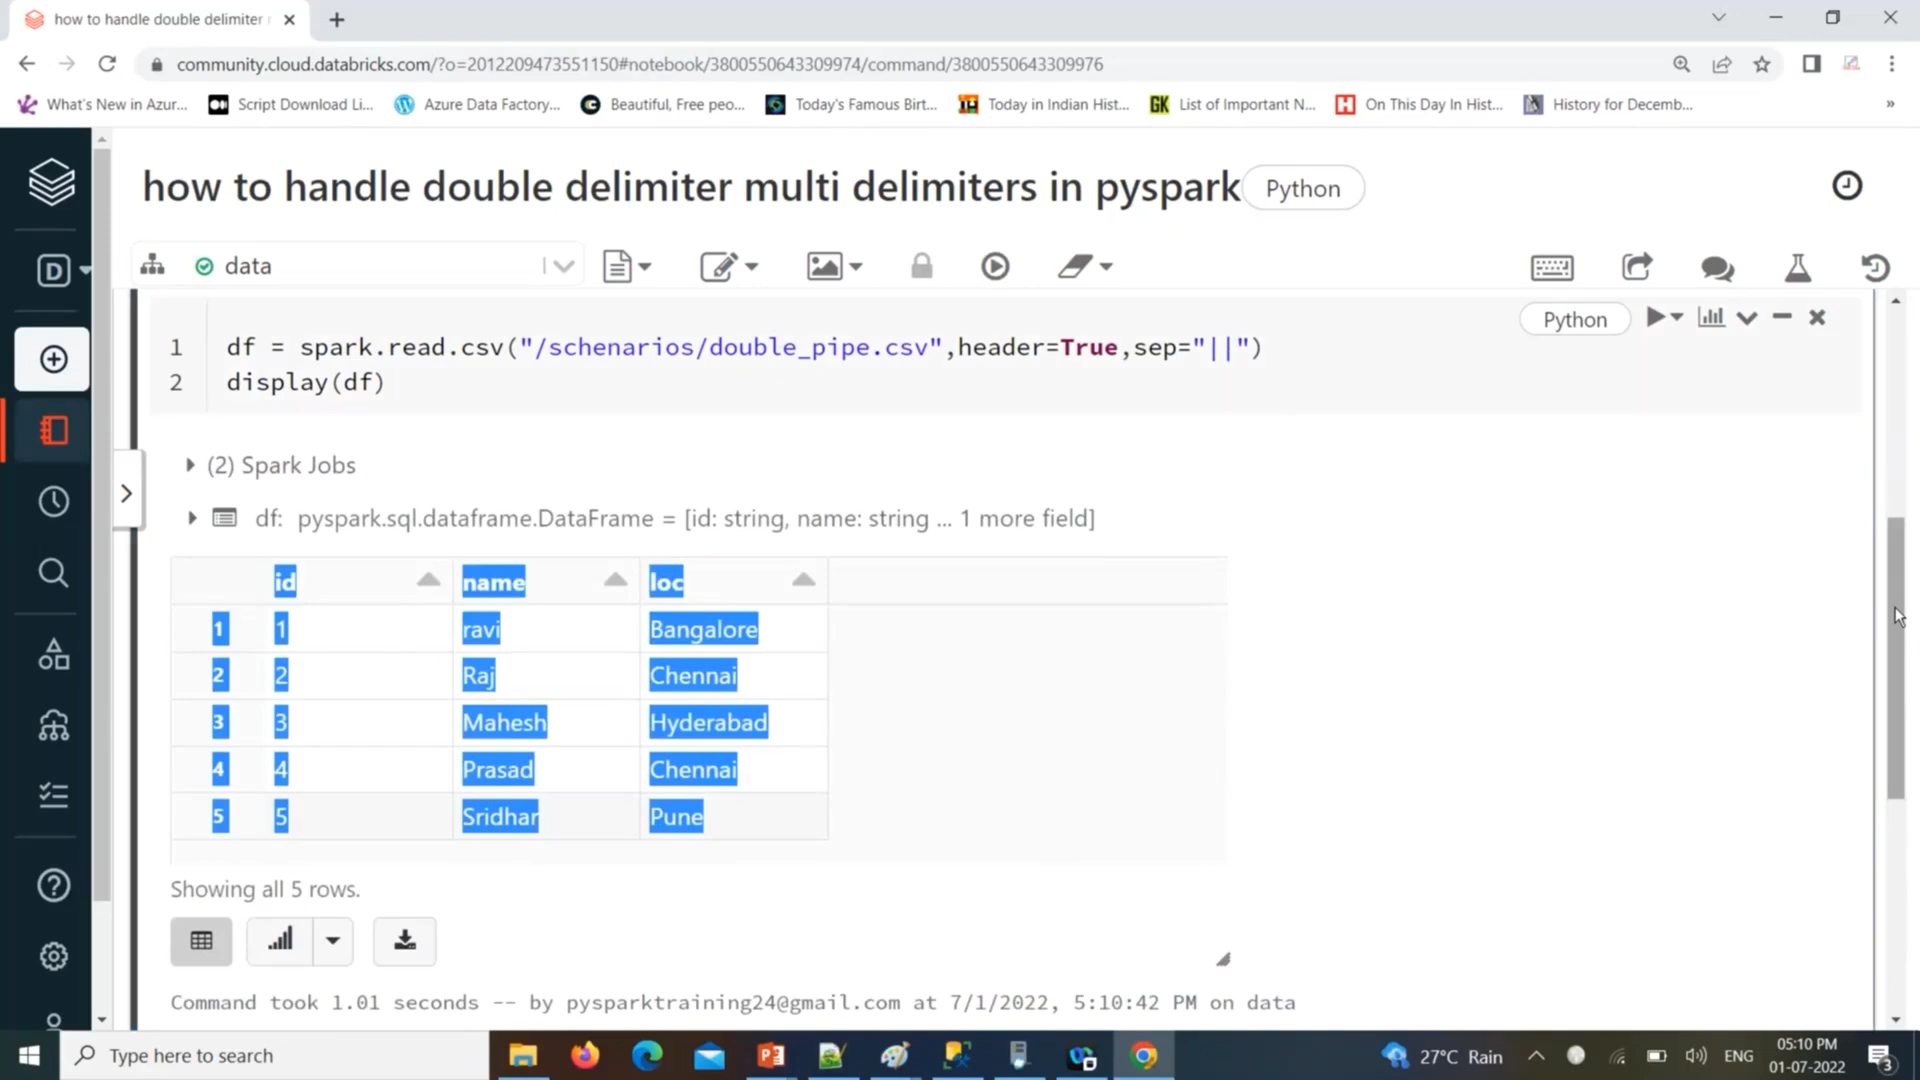 how to handle double delimiter
community.cloud.databricks.com/?o=2012209473551150#notebook/3800550643309974/command/3800550643309976
What's New in Azur... Script Download Li... Azure Data Factory... Beautiful, Free peo... Today's Famous Birt... Today in Indian Hist... GK List of Important N... H On This Day In Hist... History for Decemb... »
how to handle double delimiter multi delimiters in pyspark Python
D data
Python
1 df = spark.read.csv("/schenarios/double_pipe.csv",header=True,sep="||")
2 display(df)
(2) Spark Jobs
df: pyspark.sql.dataframe.DataFrame = [id: string, name: string ... 1 more field]
id name loc
1 1 ravi Bangalore
2 2 Raj Chennai
3 3 Mahesh Hyderabad
4 4 Prasad Chennai
5 5 Sridhar Pune
Showing all 5 rows.
Command took 1.01 seconds -- by pysparktraining24@gmail.com at 7/1/2022, 5:10:42 PM on data
Type here to search 27°C Rain ENG 05:10 PM 3
01-07-2022